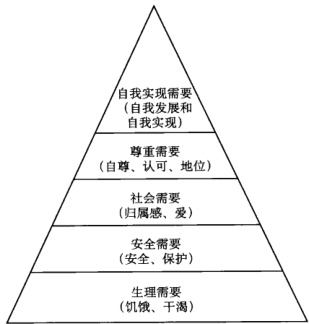 自我实现需要
（自我发展和
自我实现）
尊重需要
（自尊、认可、地位）
社会需要
（归属感、爱）
安全需要
（安全、保护）
生理需要
（饥饿、干渴）